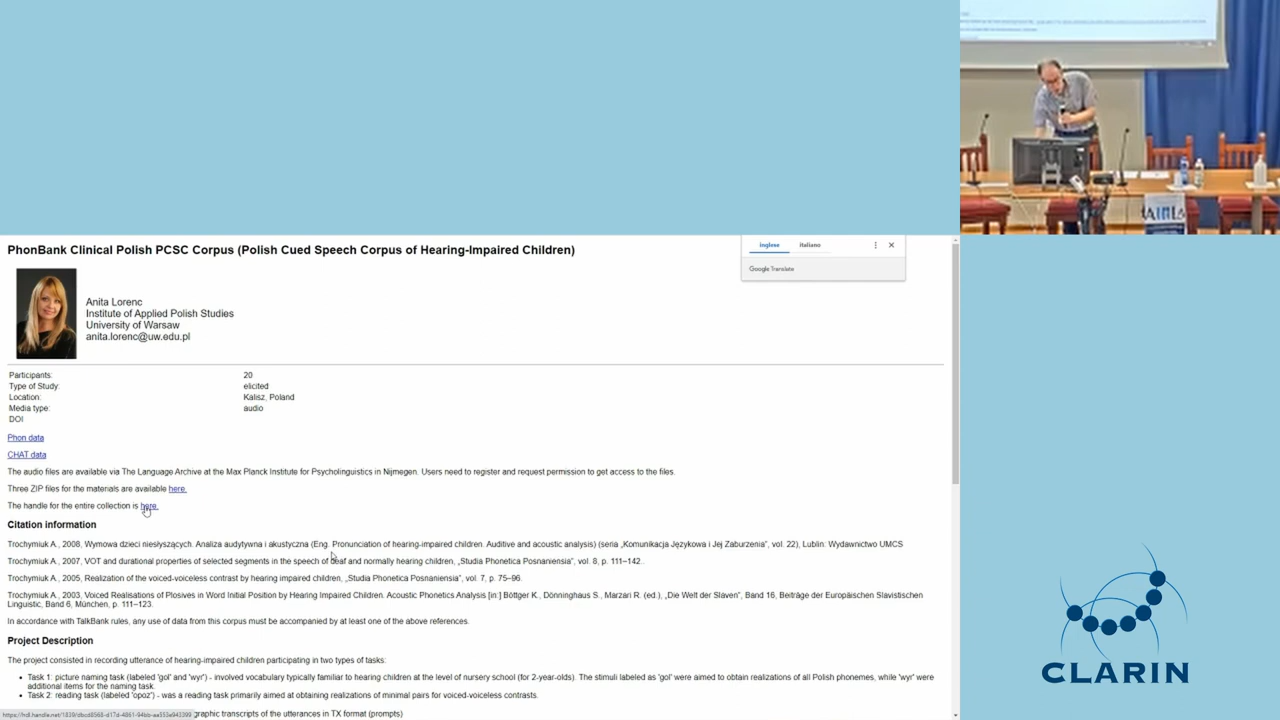 PhonBank Clinical Polish PCSC Corpus (Polish Cued Speech Corpus of Hearing-Impaired Children)
inglese italiano
Google Translate
Anita Lorenc
Institute of Applied Polish Studies
University of Warsaw
anita.lorenc@uw.edu.pl
Participants: 20
Type of Study: elicited
Location: Kalisz, Poland
Media type: audio
DOI
Phon data
CHAT data
The audio files are available via The Language Archive at the Max Planck Institute for Psycholinguistics in Nijmegen. Users need to register and request permission to get access to the files.
Three ZIP files for the materials are available here.
The handle for the entire collection is here.
Citation information
Trochymiuk A., 2008, Wymowa dzieci niesłyszących. Analiza audytywna i akustyczna (Eng. Pronunciation of hearing-impaired children. Auditive and acoustic analysis) (seria „Komunikacja Językowa i Jej Zaburzenia”, vol. 22), Lublin: Wydawnictwo UMCS
Trochymiuk A., 2007, VOT and durational properties of selected segments in the speech of deaf and normally hearing children, „Studia Phonetica Posnaniensia”, vol. 8, p. 111–142.
Trochymiuk A., 2005, Realization of the voiced-voiceless contrast by hearing impaired children, „Studia Phonetica Posnaniensia”, vol. 7, p. 75–96.
Trochymiuk A., 2003, Voiced Realisations of Plosives in Word Initial Position by Hearing Impaired Children. Acoustic Phonetics Analysis [in:] Böttger K., Dönninghaus S., Marzari R. (ed.), „Die Welt der Slaven”, Band 16, Beiträge der Europäischen Slavistischen
Linguistic, Band 6, München, p. 111–123.
In accordance with TalkBank rules, any use of data from this corpus must be accompanied by at least one of the above references.
Project Description
The project consisted in recording utterance of hearing-impaired children participating in two types of tasks:
Task 1: picture naming task (labeled 'gol' and 'wyr') - involved vocabulary typically familiar to hearing children at the level of nursery school (for 2-year-olds). The stimuli labeled as 'gol' were aimed to obtain realizations of all Polish phonemes, while 'wyr' were
additional items for the naming task.
Task 2: reading task (labeled 'opoz') - was a reading task primarily aimed at obtaining realizations of minimal pairs for voiced-voiceless contrasts.
graphic transcripts of the utterances in TX format (prompts)
CLARIN